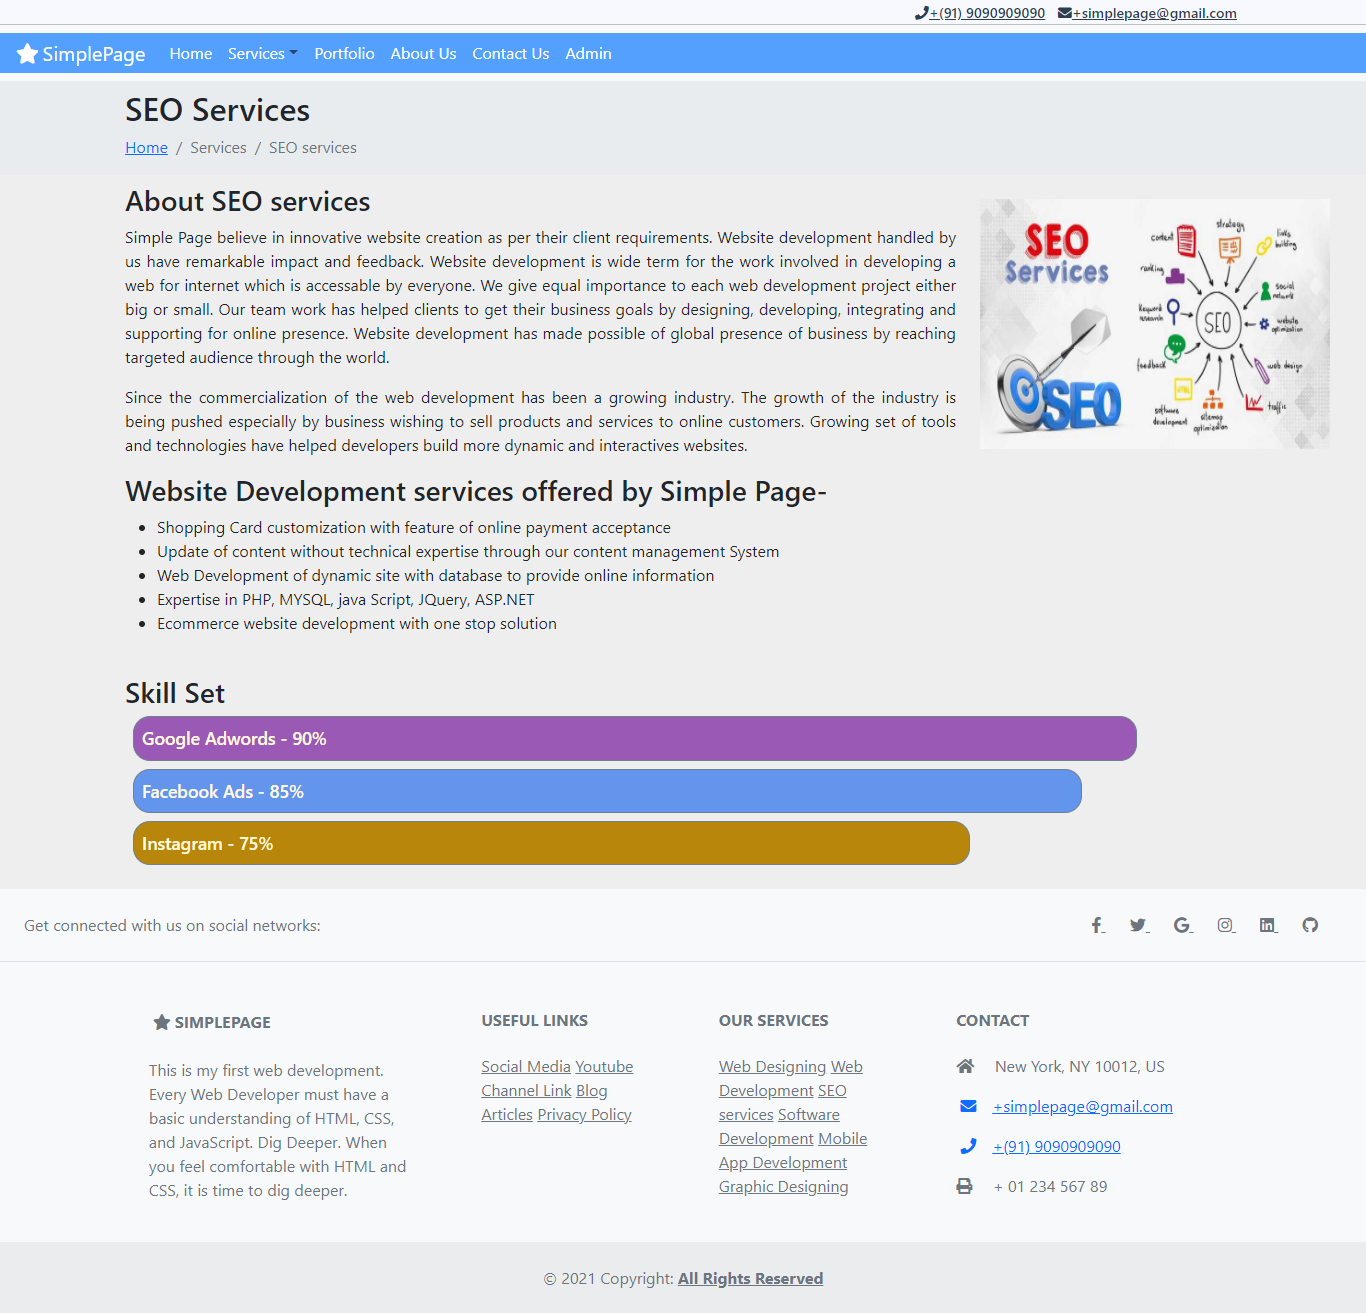 +(91) 9090909090 +simplepage@gmail.com
SimplePage Home Services Portfolio About Us Contact Us Admin
SEO Services
Home / Services / SEO services
About SEO services
Simple Page believe in innovative website creation as per their client requirements. Website development handled by
us have remarkable impact and feedback. Website development is wide term for the work involved in developing a
web for internet which is accessable by everyone. We give equal importance to each web development project either
big or small. Our team work has helped clients to get their business goals by designing, developing, integrating and
supporting for online presence. Website development has made possible of global presence of business by reaching
targeted audience through the world.
Since the commercialization of the web development has been a growing industry. The growth of the industry is
being pushed especially by business wishing to sell products and services to online customers. Growing set of tools
and technologies have helped developers build more dynamic and interactives websites.
SEO
Services
SEO
content
strategy
links
building
ranking
social
network
keyword
research
SEO
website
optimization
feedback
web design
software
development
sitemap
optimization
traffic
Website Development services offered by Simple Page-
Shopping Card customization with feature of online payment acceptance
Update of content without technical expertise through our content management System
Web Development of dynamic site with database to provide online information
Expertise in PHP, MYSQL, java Script, JQuery, ASP.NET
Ecommerce website development with one stop solution
Skill Set
Google Adwords - 90%
Facebook Ads - 85%
Instagram - 75%
Get connected with us on social networks:
SIMPLEPAGE
This is my first web development.
Every Web Developer must have a
basic understanding of HTML, CSS,
and JavaScript. Dig Deeper. When
you feel comfortable with HTML and
CSS, it is time to dig deeper.
USEFUL LINKS
Social Media Youtube
Channel Link Blog
Articles Privacy Policy
OUR SERVICES
Web Designing Web
Development SEO
services Software
Development Mobile
App Development
Graphic Designing
CONTACT
New York, NY 10012, US
+simplepage@gmail.com
+(91) 9090909090
+ 01 234 567 89
© 2021 Copyright: All Rights Reserved